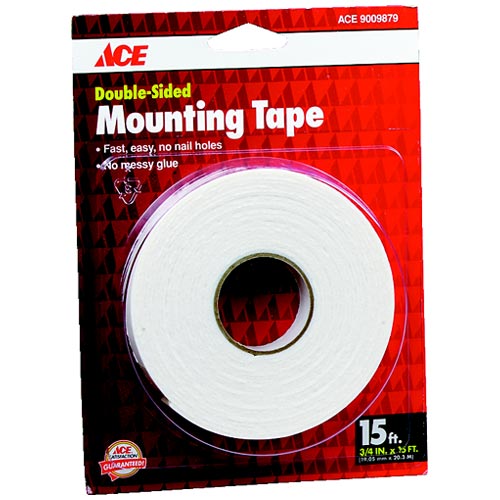 ACE 9009879
ACE
Double-Sided
Mounting Tape
• Fast, easy, no nail holes
• No messy glue
15 ft.
3/4 IN. x 15 FT.
ACE
SATISFACTION
GUARANTEED!